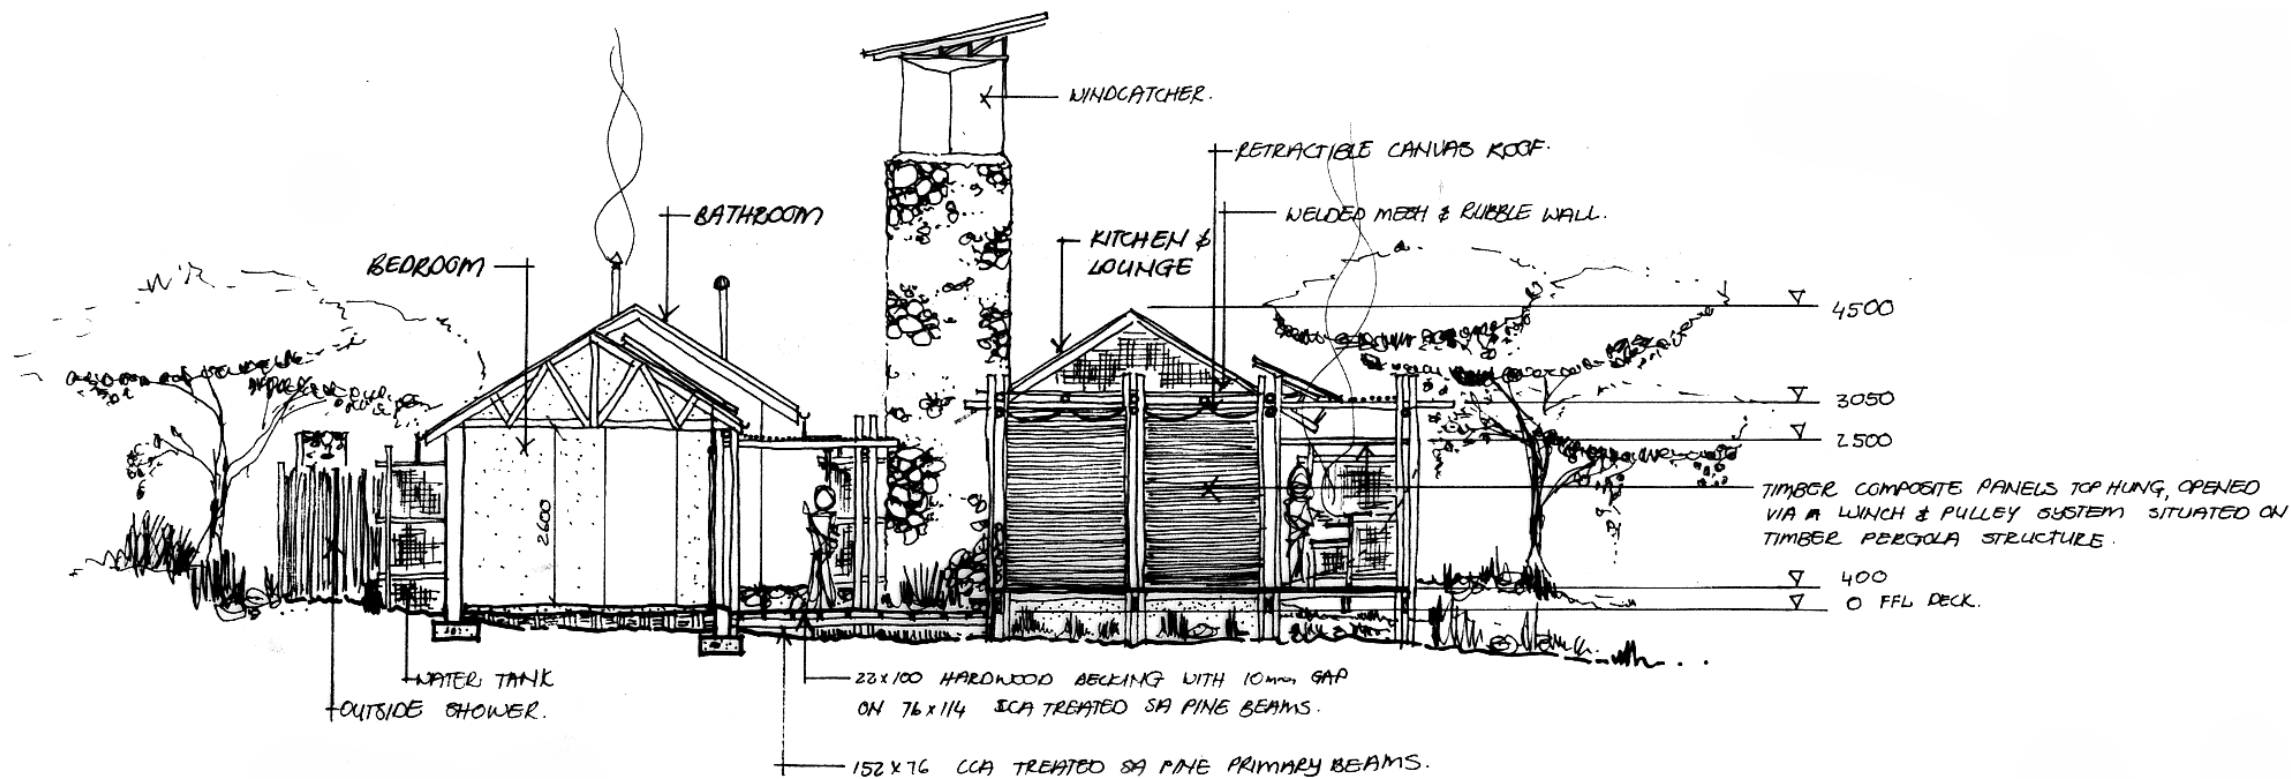 WINDCATCHER.
RETRACTIBLE CANVAS ROOF.
BATHROOM
WELDED MESH & RUBBLE WALL.
KITCHEN &
LOUNGE
BEDROOM
4500
3050
2500
TIMBER COMPOSITE PANELS TOP HUNG, OPENED
VIA A WINCH & PULLEY SYSTEM SITUATED ON
TIMBER PERGOLA STRUCTURE.
2600
400
0 FFL DECK.
WATER TANK
OUTSIDE SHOWER.
22x100 HARDWOOD DECKING WITH 10mm GAP
ON 76x114 CCA TREATED SA PINE BEAMS.
152x76 CCA TREATED SA PINE PRIMARY BEAMS.